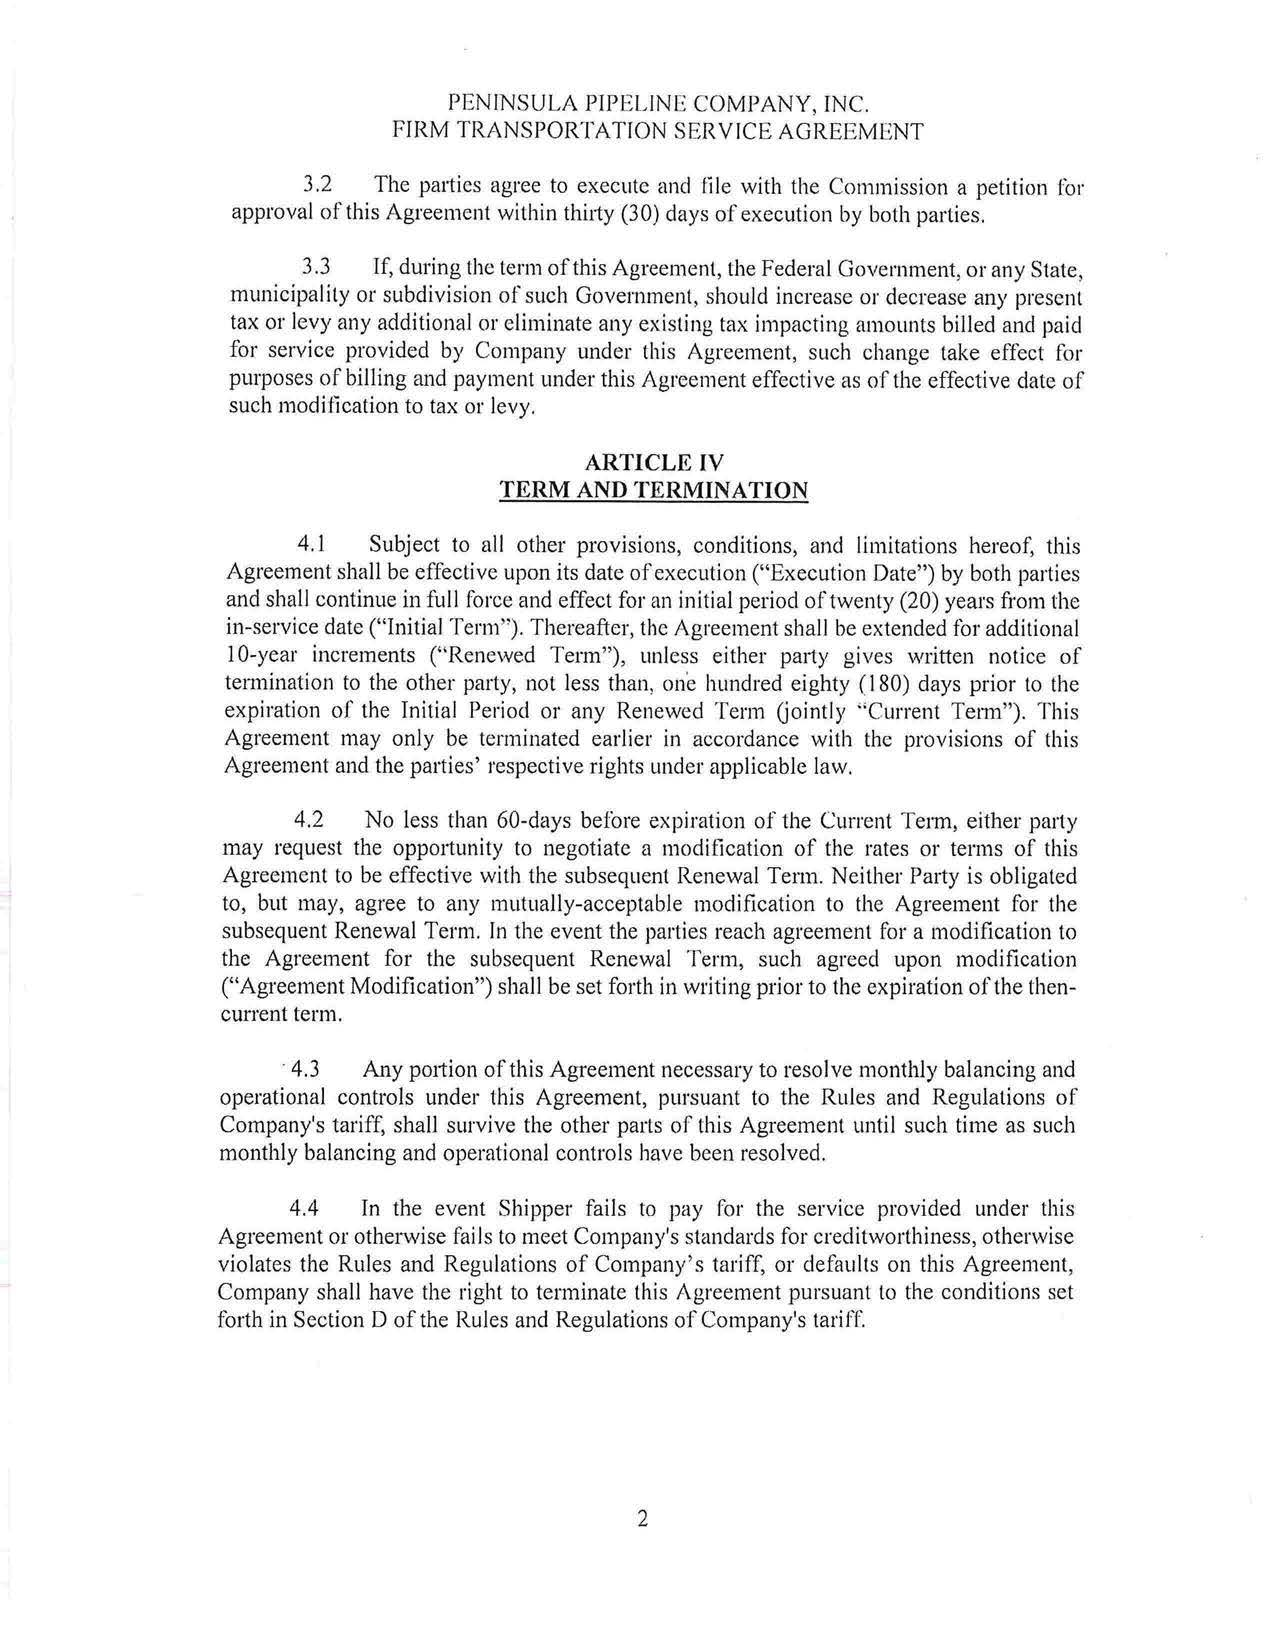 PENINSULA PIPELINE COMPANY, INC.
FIRM TRANSPORTATION SERVICE AGREEMENT
3.2 The parties agree to execute and file with the Commission a petition for
approval of this Agreement within thirty (30) days of execution by both parties.
3.3 If, during the term of this Agreement, the Federal Government, or any State,
municipality or subdivision of such Government, should increase or decrease any present
tax or levy any additional or eliminate any existing tax impacting amounts billed and paid
for service provided by Company under this Agreement, such change take effect for
purposes of billing and payment under this Agreement effective as of the effective date of
such modification to tax or levy.
ARTICLE IV
TERM AND TERMINATION
4.1 Subject to all other provisions, conditions, and limitations hereof, this
Agreement shall be effective upon its date of execution (“Execution Date”) by both parties
and shall continue in full force and effect for an initial period of twenty (20) years from the
in-service date (“Initial Term”). Thereafter, the Agreement shall be extended for additional
10-year increments (“Renewed Term”), unless either party gives written notice of
termination to the other party, not less than, one hundred eighty (180) days prior to the
expiration of the Initial Period or any Renewed Term (jointly “Current Term”). This
Agreement may only be terminated earlier in accordance with the provisions of this
Agreement and the parties’ respective rights under applicable law.
4.2 No less than 60-days before expiration of the Current Term, either party
may request the opportunity to negotiate a modification of the rates or terms of this
Agreement to be effective with the subsequent Renewal Term. Neither Party is obligated
to, but may, agree to any mutually-acceptable modification to the Agreement for the
subsequent Renewal Term. In the event the parties reach agreement for a modification to
the Agreement for the subsequent Renewal Term, such agreed upon modification
(“Agreement Modification”) shall be set forth in writing prior to the expiration of the then-
current term.
4.3 Any portion of this Agreement necessary to resolve monthly balancing and
operational controls under this Agreement, pursuant to the Rules and Regulations of
Company's tariff, shall survive the other parts of this Agreement until such time as such
monthly balancing and operational controls have been resolved.
4.4 In the event Shipper fails to pay for the service provided under this
Agreement or otherwise fails to meet Company's standards for creditworthiness, otherwise
violates the Rules and Regulations of Company’s tariff, or defaults on this Agreement,
Company shall have the right to terminate this Agreement pursuant to the conditions set
forth in Section D of the Rules and Regulations of Company's tariff.
2